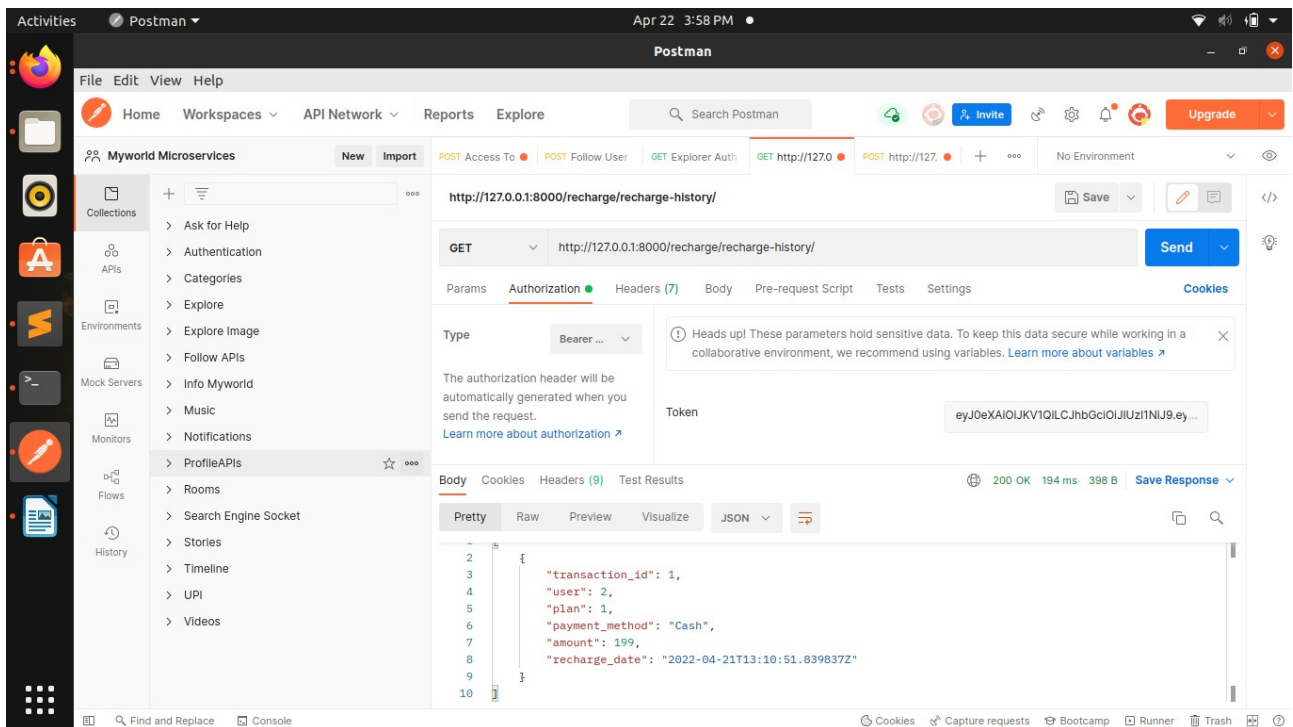 Activities Postman Apr 22 3:58 PM
Postman
File Edit View Help
Home Workspaces API Network Reports Explore Search Postman Invite Upgrade
Myworld Microservices New Import POST Access To POST Follow User GET Explorer Auth GET http://127.0 POST http://127. No Environment
Collections
APIs
Environments
Mock Servers
Monitors
Flows
History
Ask for Help
Authentication
Categories
Explore
Explore Image
Follow APIs
Info Myworld
Music
Notifications
ProfileAPIs
Rooms
Search Engine Socket
Stories
Timeline
UPI
Videos
http://127.0.0.1:8000/recharge/recharge-history/ Save </>
GET http://127.0.0.1:8000/recharge/recharge-history/ Send
Params Authorization Headers (7) Body Pre-request Script Tests Settings Cookies
Type Bearer ...
The authorization header will be
automatically generated when you
send the request.
Learn more about authorization ↗
Heads up! These parameters hold sensitive data. To keep this data secure while working in a
collaborative environment, we recommend using variables. Learn more about variables ↗
Token eyJ0eXAiOiJKV1QiLCJhbGciOiJIUzI1NiJ9.ey...
Body Cookies Headers (9) Test Results 200 OK 194 ms 398 B Save Response
Pretty Raw Preview Visualize JSON
2 {
3 "transaction_id": 1,
4 "user": 2,
5 "plan": 1,
6 "payment_method": "Cash",
7 "amount": 199,
8 "recharge_date": "2022-04-21T13:10:51.839837Z"
9 }
10 ]
Find and Replace Console Cookies Capture requests Bootcamp Runner Trash